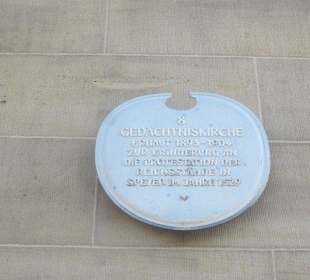 8
GEDÄCHTNISKIRCHE
ERBAUT 1893-1904
ZUR ERINNERUNG AN
DIE PROTESTATION DER
REICHSSTÄNDE IN
SPEYER IM JAHRE 1529